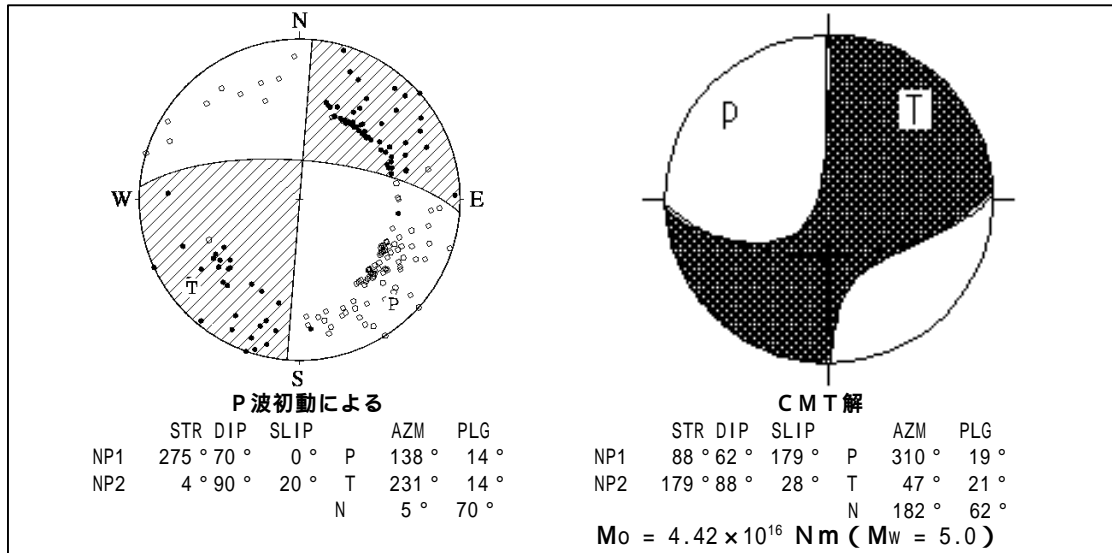 N
W
E
S
T
P
P波初動による
STR DIP SLIP AZM PLG
NP1 275° 70° 0° P 138° 14°
NP2 4° 90° 20° T 231° 14°
N 5° 70°
P
T
CMT解
STR DIP SLIP AZM PLG
NP1 88° 62° 179° P 310° 19°
NP2 179° 88° 28° T 47° 21°
N 182° 62°
Mo = 4.42×10¹⁶ Nm ( Mw = 5.0 )